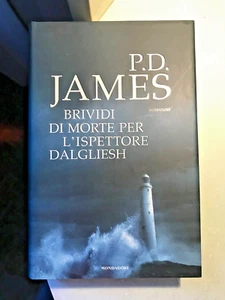 P.D.
JAMES
BRIVIDI
DI MORTE PER
L'ISPETTORE
DALGLIESH
MONDADORI